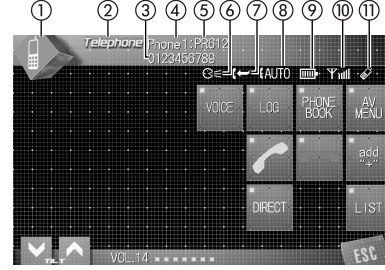 ① ② ③ ④ ⑤ ⑥ ⑦ ⑧ ⑨ ⑩ ⑪
Telephone Phone1:PR612
0123456789
AUTO
VOICE LOG PHONE BOOK AV MENU
add "+"
DIRECT LIST
TILT VOL.14 ESC